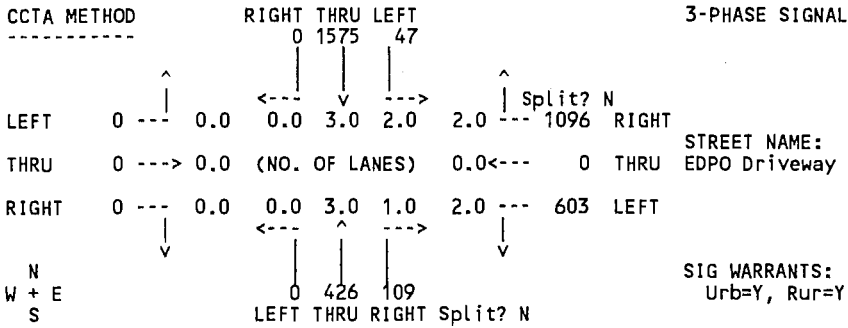 CCTA METHOD RIGHT THRU LEFT 3-PHASE SIGNAL
----------- 0 1575 47
^ ^
<--- v ---> Split? N
LEFT 0 --- 0.0 0.0 3.0 2.0 2.0 --- 1096 RIGHT
STREET NAME:
THRU 0 ---> 0.0 (NO. OF LANES) 0.0<--- 0 THRU EDPO Driveway
RIGHT 0 --- 0.0 0.0 3.0 1.0 2.0 --- 603 LEFT
<--- ^ --->
v v
N SIG WARRANTS:
W + E 0 426 109 Urb=Y, Rur=Y
S LEFT THRU RIGHT Split? N